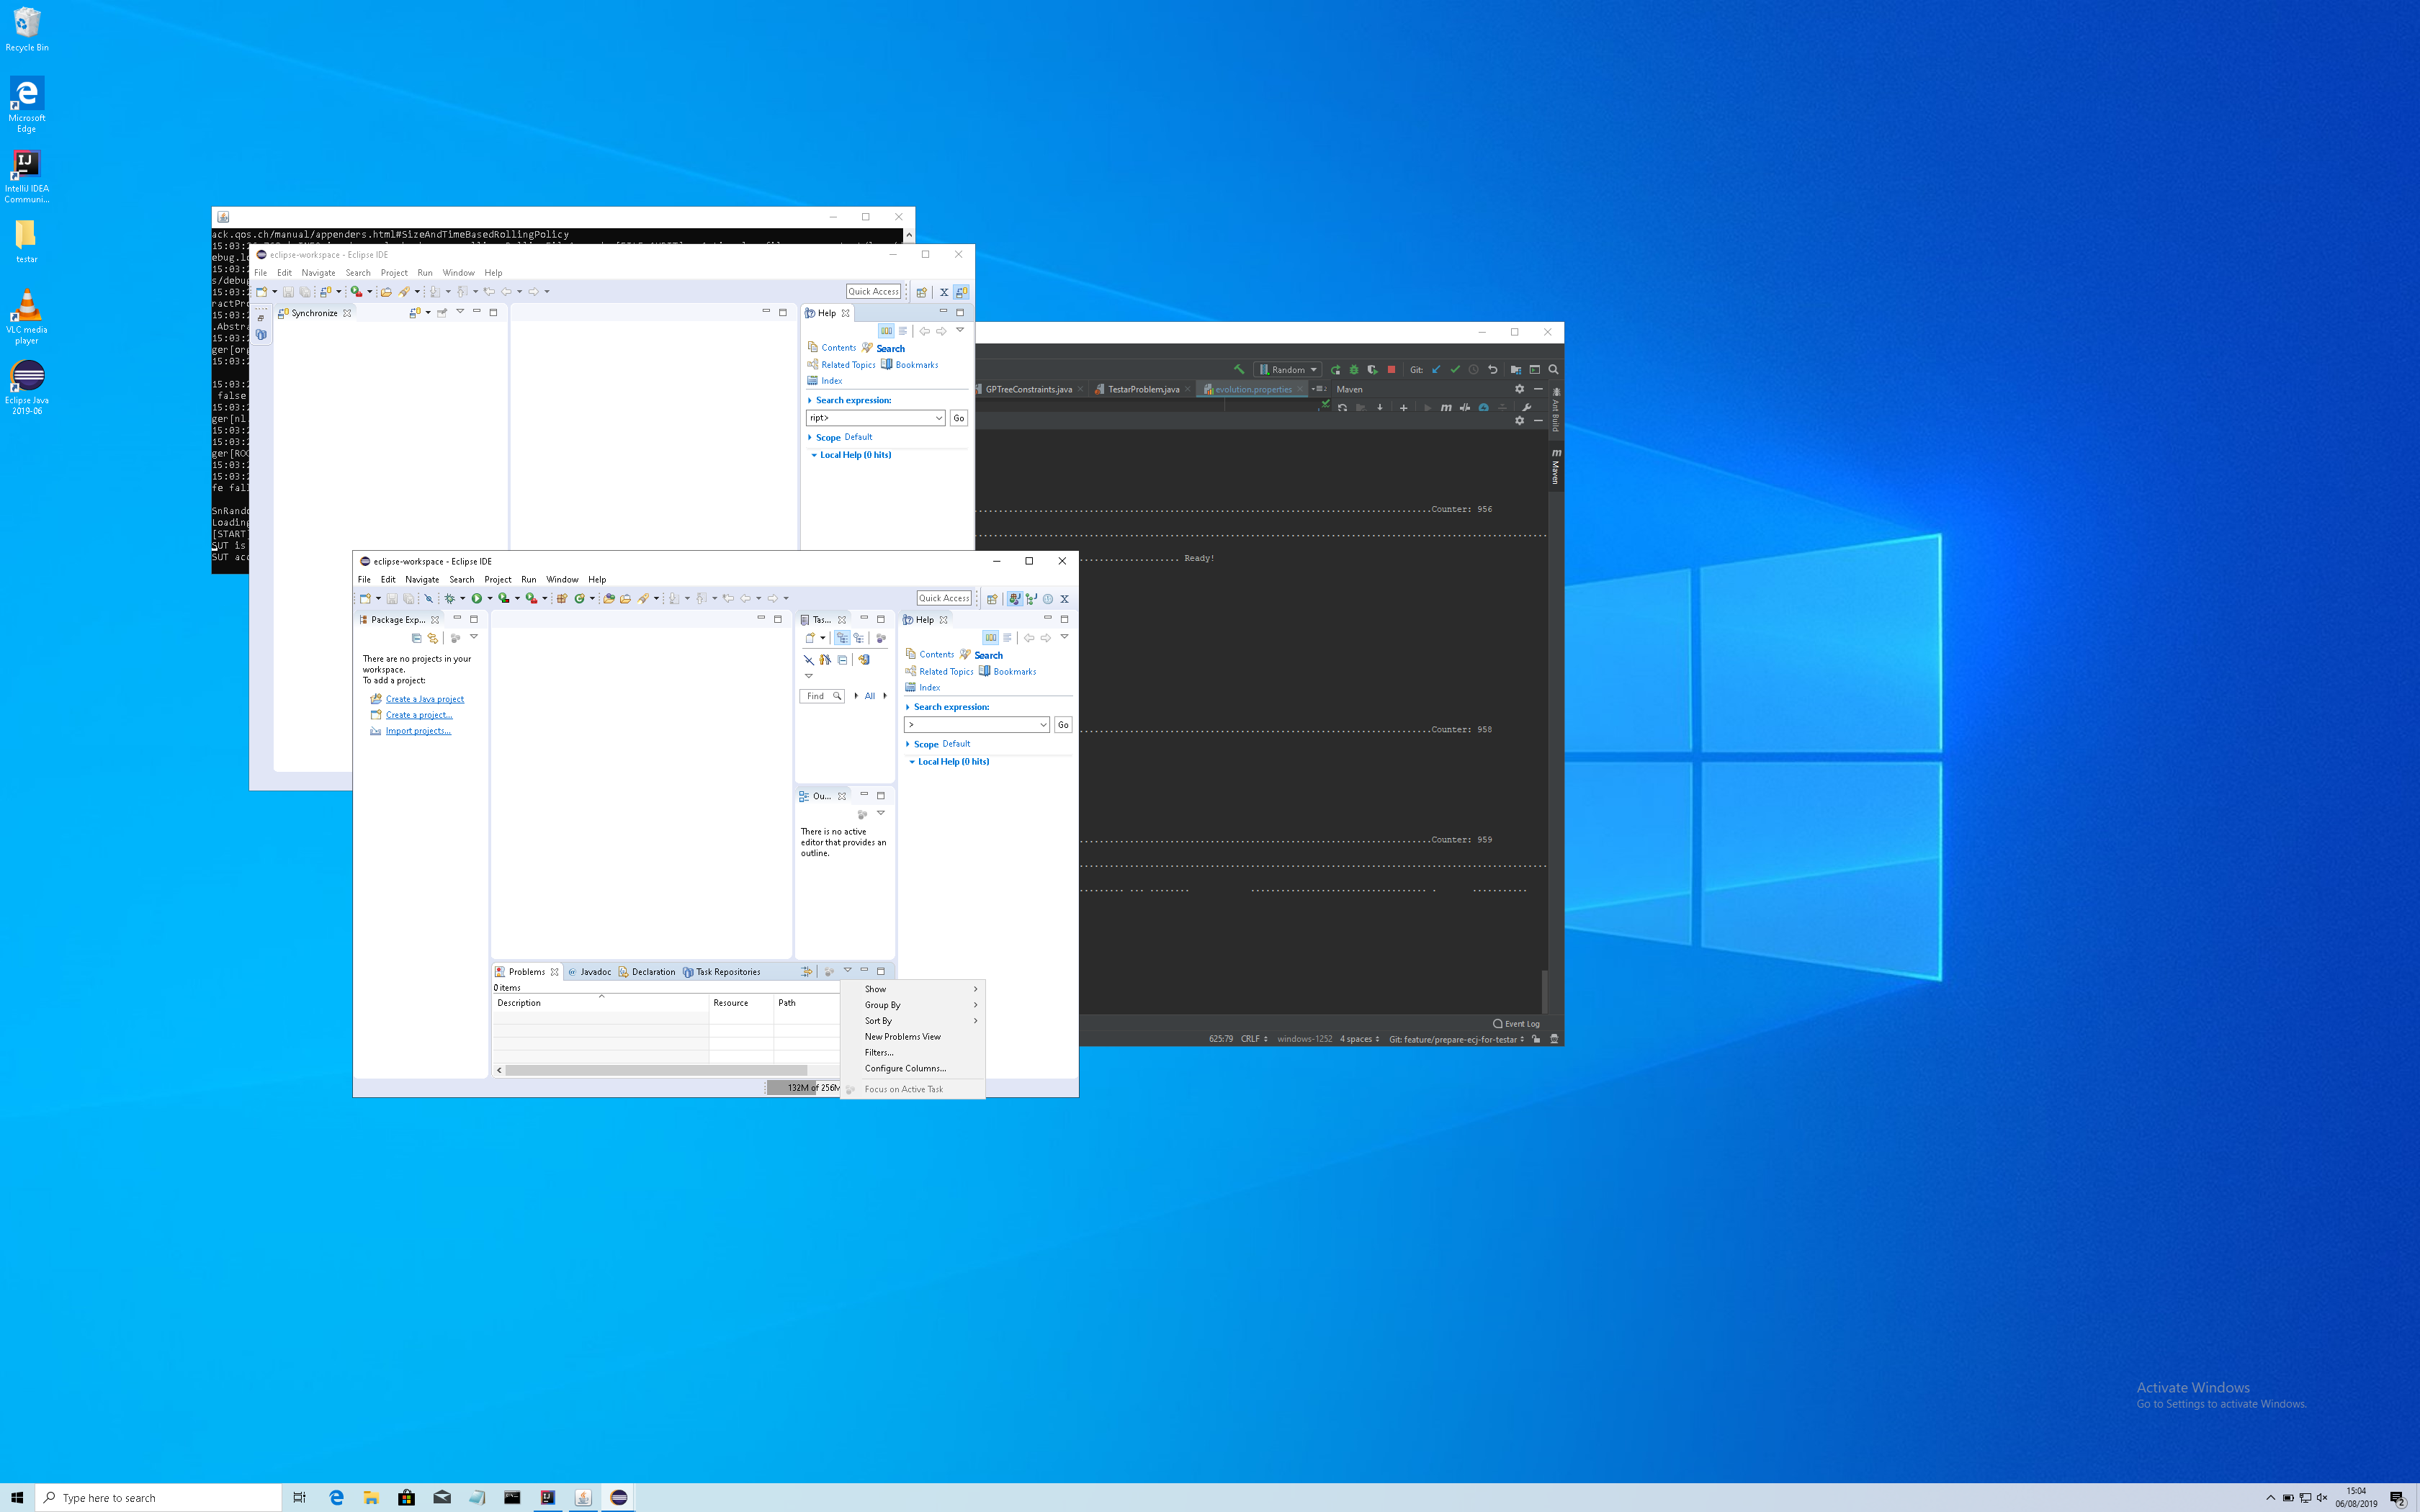 Recycle Bin
Microsoft
Edge
IntelliJ IDEA
Communi...
testar
VLC media
player
Eclipse Java
2019-06
ack.qos.ch/manual/appenders.html#SizeAndTimeBasedRollingPolicy
15:03:2
ebug.lo
15:03:2
s/debug
15:03:2
ractPro
15:03:2
.Abstra
15:03:2
ger[org
15:03:2
15:03:2
false
15:03:2
ger[nl
15:03:2
15:03:2
ger[ROO
15:03:2
15:03:2
fe fall
SnRando
Loading
[START]
SUT is
SUT acc
eclipse-workspace - Eclipse IDE
File Edit Navigate Search Project Run Window Help
Quick Access
Synchronize
Help
Contents Search
Related Topics Bookmarks
Index
Search expression:
ript> Go
Scope Default
Local Help (0 hits)
eclipse-workspace - Eclipse IDE
File Edit Navigate Search Project Run Window Help
Quick Access
Package Exp...
There are no projects in your
workspace.
To add a project:
Create a Java project
Create a project...
Import projects...
Tas...
Find All
Ou...
There is no active
editor that provides an
outline.
Help
Contents Search
Related Topics Bookmarks
Index
Search expression:
> Go
Scope Default
Local Help (0 hits)
Problems Javadoc Declaration Task Repositories
0 items
Description Resource Path
132M of 256M
Show
Group By
Sort By
New Problems View
Filters...
Configure Columns...
Focus on Active Task
Random Git:
GPTreeConstraints.java TestarProblem.java evolution.properties Maven
Ant Build
Maven
Counter: 956
Ready!
Counter: 958
Counter: 959
Event Log
625:79 CRLF windows-1252 4 spaces Git: feature/prepare-ecj-for-testar
Activate Windows
Go to Settings to activate Windows.
Type here to search
15:04
06/08/2019
2